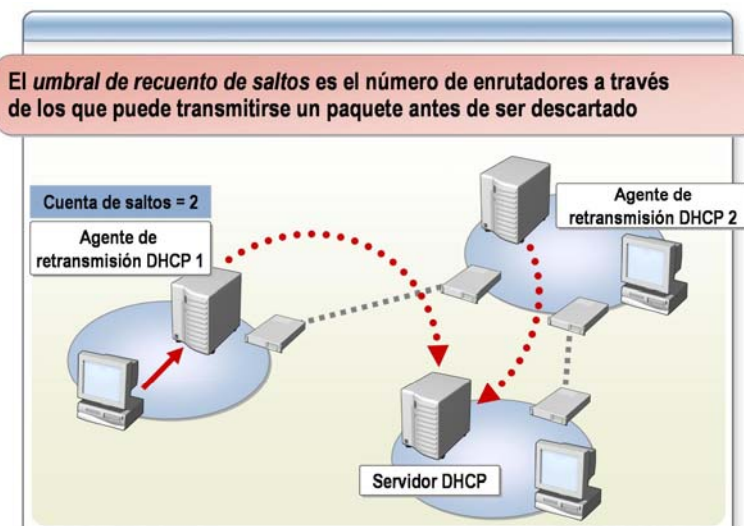 El umbral de recuento de saltos es el número de enrutadores a través
de los que puede transmitirse un paquete antes de ser descartado
Cuenta de saltos = 2
Agente de
retransmisión DHCP 1
Agente de
retransmisión DHCP 2
Servidor DHCP